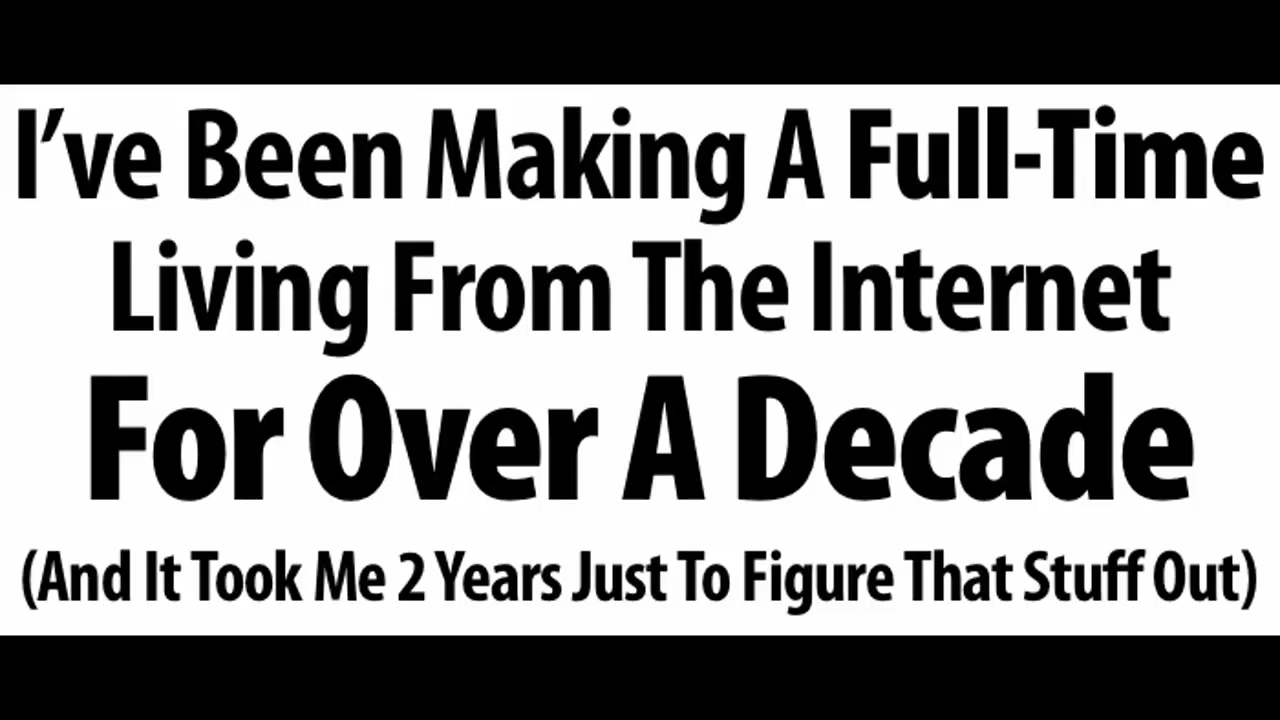 I’ve Been Making A Full-Time
Living From The Internet
For Over A Decade
(And It Took Me 2 Years Just To Figure That Stuff Out)